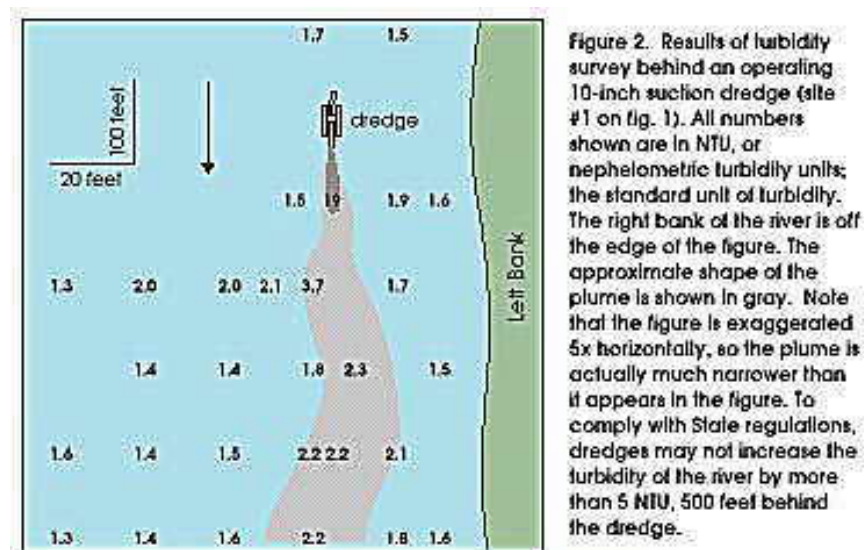 1.7 1.5
dredge
100 feet
20 feet
1.5 19 1.9 1.6
1.3 2.0 2.0 2.1 3.7 1.7
1.4 1.4 1.8 2.3 1.5
1.6 1.4 1.5 2.2 2.2 2.1
1.3 1.4 1.6 2.2 1.8 1.6
Left Bank
Figure 2. Results of turbidity
survey behind an operating
10-inch suction dredge (site
#1 on fig. 1). All numbers
shown are in NTU, or
nephelometric turbidity units;
the standard unit of turbidity.
The right bank of the river is off
the edge of the figure. The
approximate shape of the
plume is shown in gray. Note
that the figure is exaggerated
5x horizontally, so the plume is
actually much narrower than
it appears in the figure. To
comply with State regulations,
dredges may not increase the
turbidity of the river by more
than 5 NTU, 500 feet behind
the dredge.